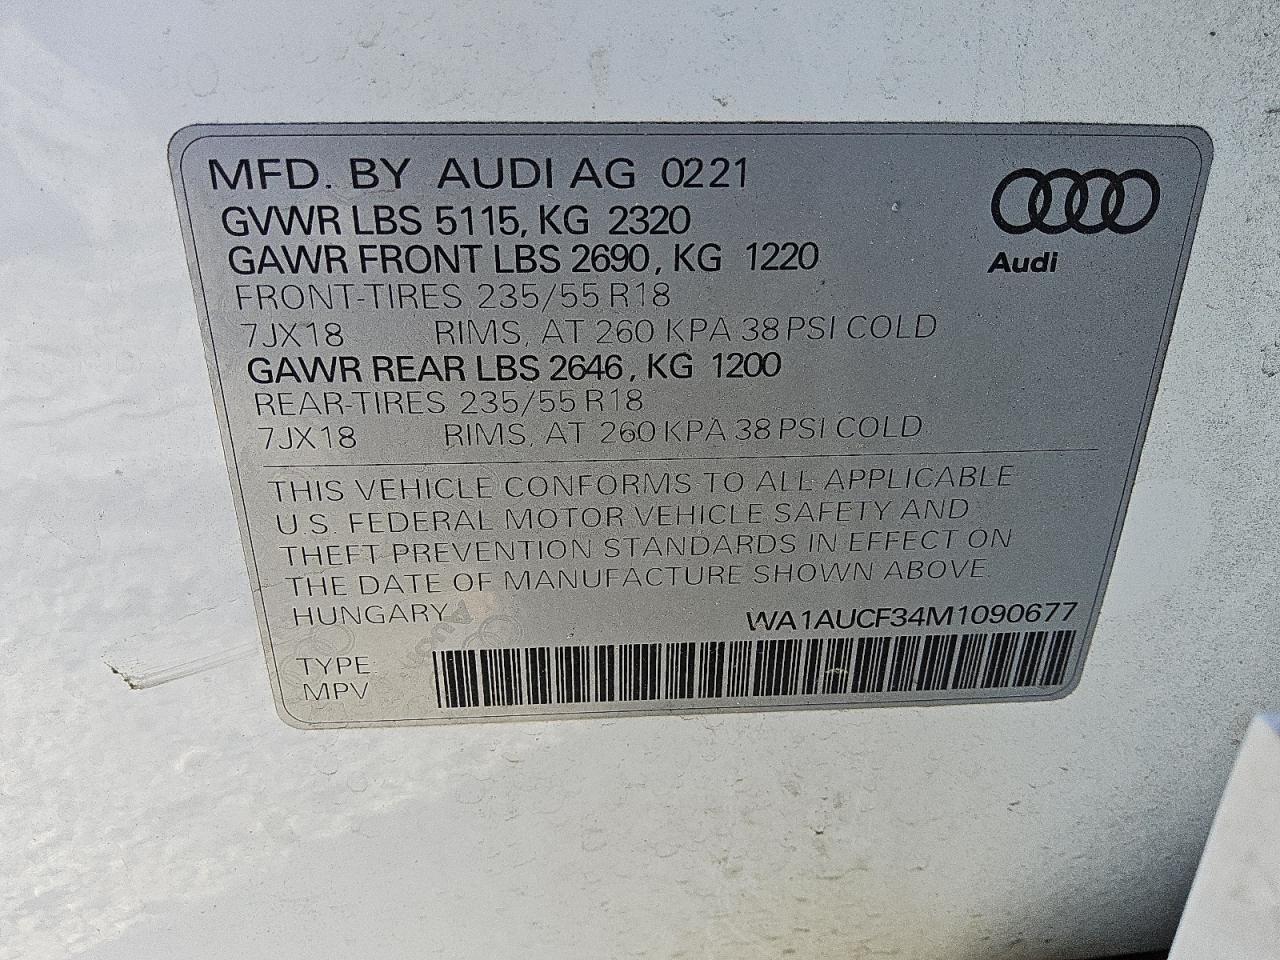 MFD. BY AUDI AG 0221
GVWR LBS 5115, KG 2320
GAWR FRONT LBS 2690, KG 1220
FRONT-TIRES 235/55 R18
7JX18 RIMS, AT 260 KPA 38 PSI COLD
GAWR REAR LBS 2646, KG 1200
REAR-TIRES 235/55 R18
7JX18 RIMS, AT 260 KPA 38 PSI COLD
Audi
THIS VEHICLE CONFORMS TO ALL APPLICABLE
U.S. FEDERAL MOTOR VEHICLE SAFETY AND
THEFT PREVENTION STANDARDS IN EFFECT ON
THE DATE OF MANUFACTURE SHOWN ABOVE.
HUNGARY WA1AUCF34M1090677
TYPE
MPV